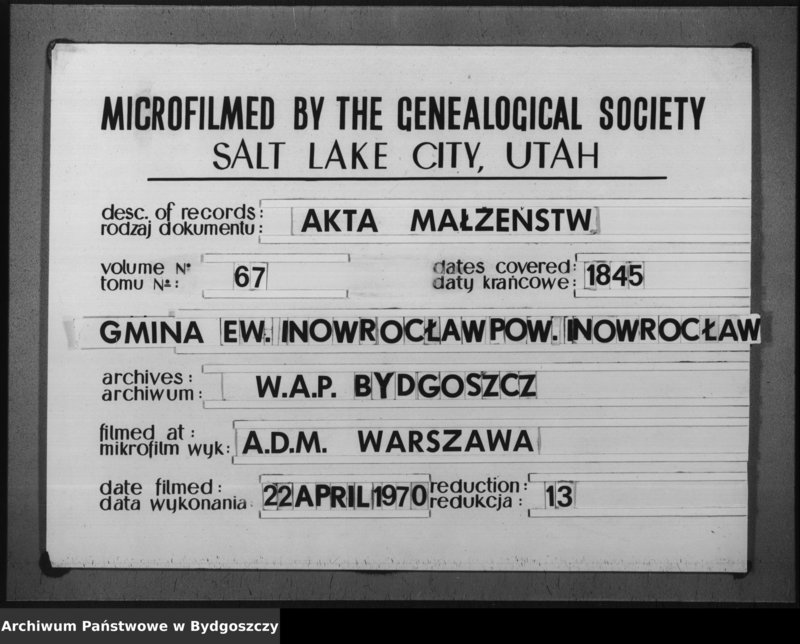 MICROFILMED BY THE GENEALOGICAL SOCIETY
SALT LAKE CITY, UTAH
desc. of records:
rodzaj dokumentu: AKTA MAŁŻEŃSTW
volume Nº
tomu Nº: 67
dates covered:
daty krańcowe: 1845
GMINA EW. INOWROCŁAW POW. INOWROCŁAW
archives:
archiwum: W.A.P. BYDGOSZCZ
filmed at:
mikrofilm wyk: A.D.M. WARSZAWA
date filmed:
data wykonania: 22 APRIL 1970
reduction:
redukcja: 13
Archiwum Państwowe w Bydgoszczy